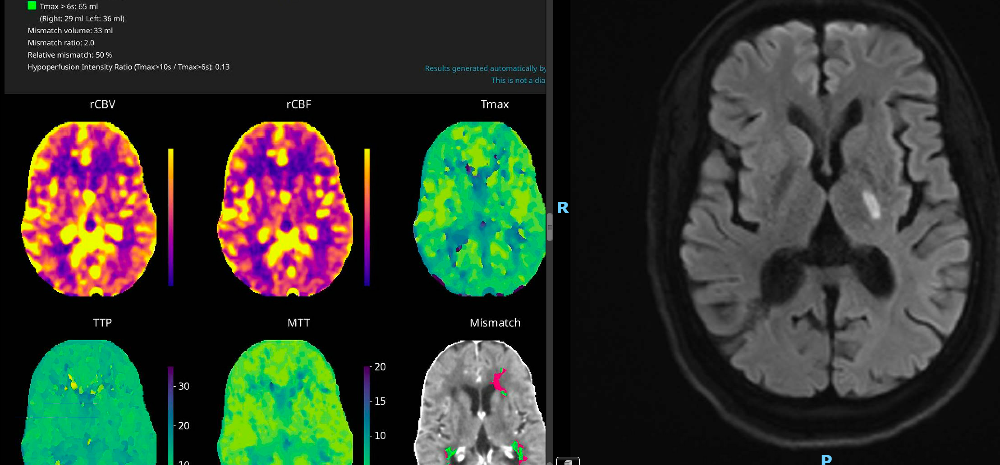 Tmax > 6s: 65 ml
(Right: 29 ml Left: 36 ml)
Mismatch volume: 33 ml
Mismatch ratio: 2.0
Relative mismatch: 50 %
Hypoperfusion Intensity Ratio (Tmax>10s / Tmax>6s): 0.13
Results generated automatically by
This is not a dia
rCBV rCBF Tmax
R
TTP MTT Mismatch
30 20
20 15
10 10
P